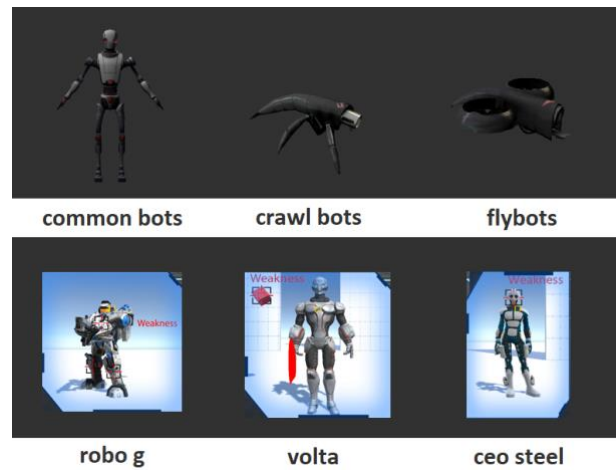 common bots
crawl bots
flybots
Weakness
Weakness
Weakness
robo g
volta
ceo steel